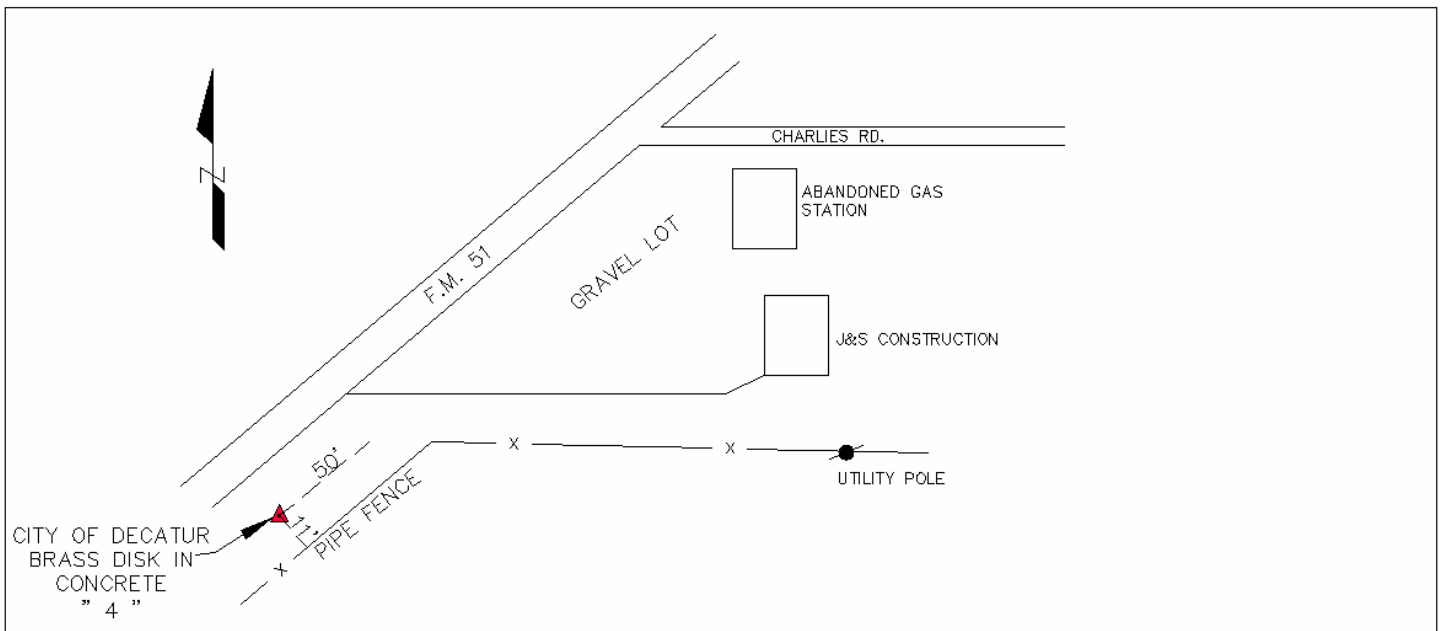 CHARLIES RD.
N
ABANDONED GAS
STATION
GRAVEL LOT
F.M. 51
J&S CONSTRUCTION
X
X
UTILITY POLE
50'
11'
PIPE FENCE
X
CITY OF DECATUR
BRASS DISK IN
CONCRETE
" 4 "